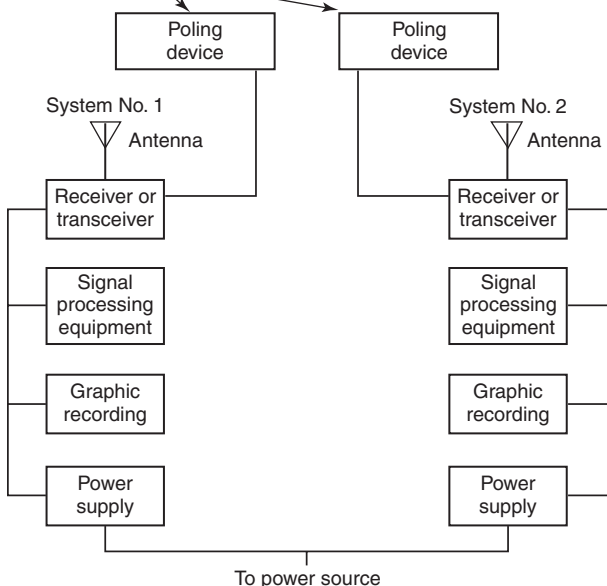 Poling
device
Poling
device
System No. 1
Antenna
System No. 2
Antenna
Receiver or
transceiver
Receiver or
transceiver
Signal
processing
equipment
Signal
processing
equipment
Graphic
recording
Graphic
recording
Power
supply
Power
supply
To power source